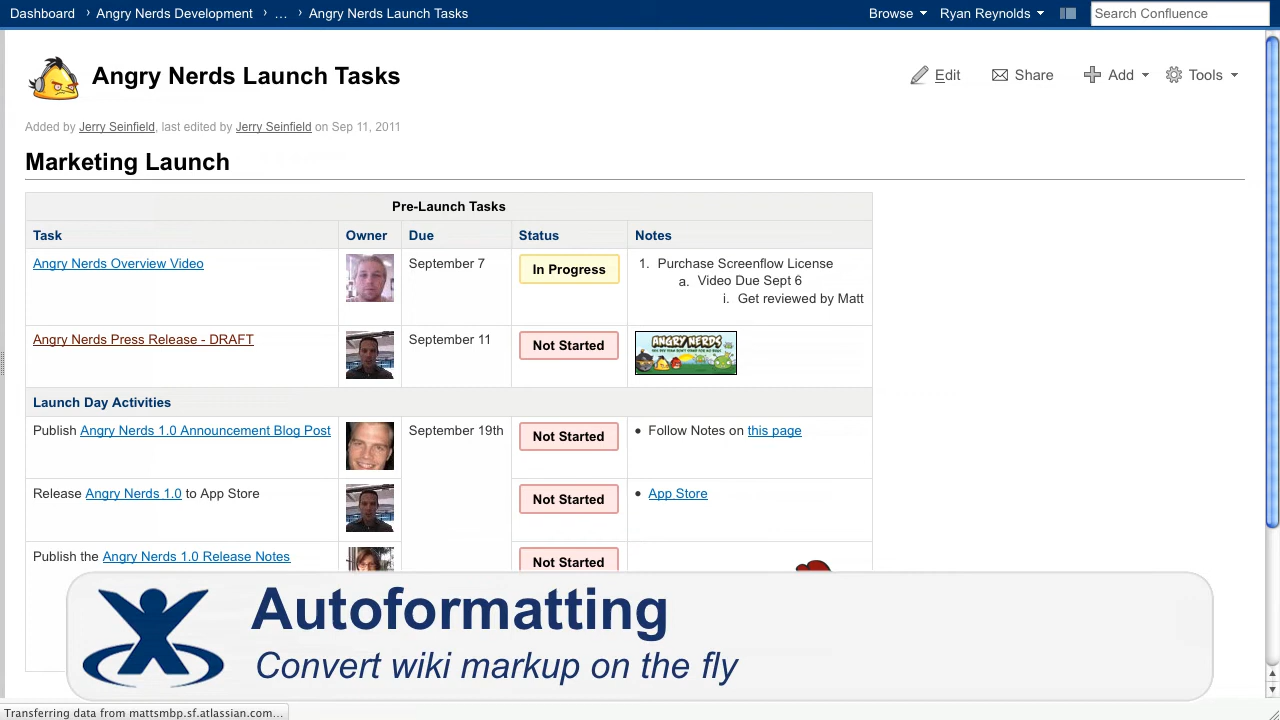 Dashboard › Angry Nerds Development › … › Angry Nerds Launch Tasks
Browse Ryan Reynolds Search Confluence
Angry Nerds Launch Tasks
Edit Share Add Tools
Added by Jerry Seinfield, last edited by Jerry Seinfield on Sep 11, 2011
Marketing Launch
Pre-Launch Tasks
Task Owner Due Status Notes
Angry Nerds Overview Video September 7 In Progress 1. Purchase Screenflow License
a. Video Due Sept 6
i. Get reviewed by Matt
Angry Nerds Press Release - DRAFT September 11 Not Started ANGRY NERDS
Launch Day Activities
Publish Angry Nerds 1.0 Announcement Blog Post September 19th Not Started • Follow Notes on this page
Release Angry Nerds 1.0 to App Store Not Started • App Store
Publish the Angry Nerds 1.0 Release Notes Not Started
Autoformatting
Convert wiki markup on the fly
Transferring data from mattsmbp.sf.atlassian.com…